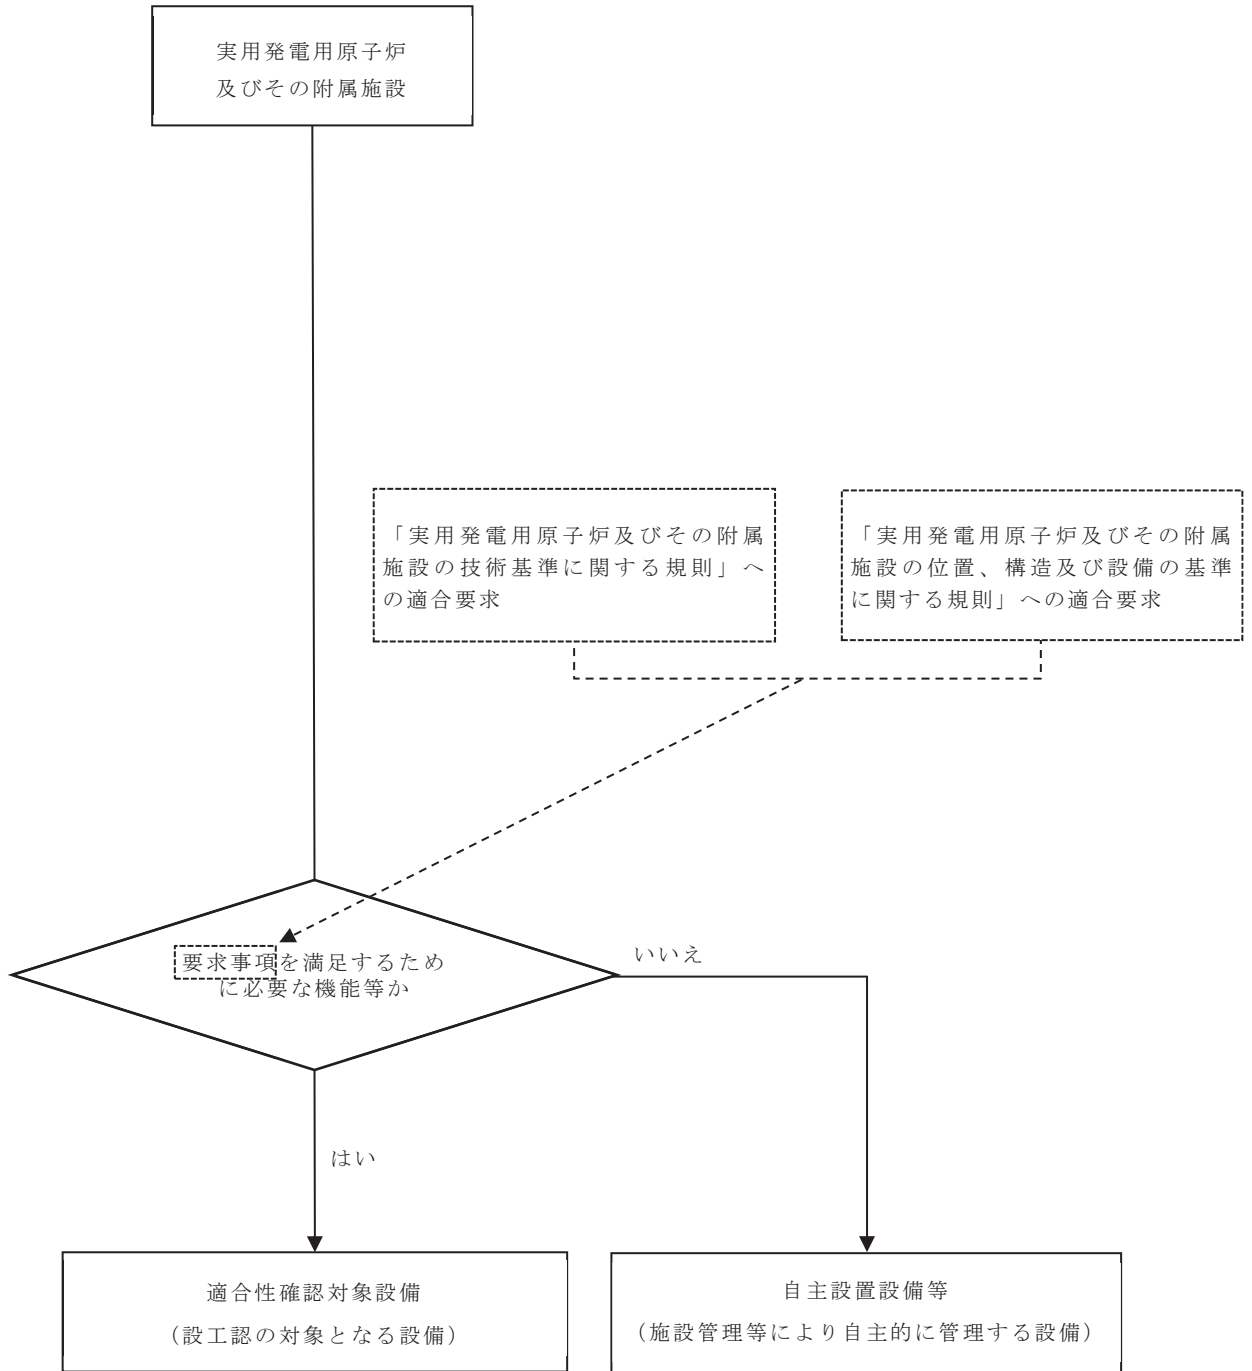 実用発電用原子炉
及びその附属施設
「実用発電用原子炉及びその附属
施設の技術基準に関する規則」へ
の適合要求
「実用発電用原子炉及びその附属
施設の位置、構造及び設備の基準
に関する規則」への適合要求
要求事項を満足するため
に必要な機能等か
いいえ
はい
適合性確認対象設備
（設工認の対象となる設備）
自主設置設備等
（施設管理等により自主的に管理する設備）